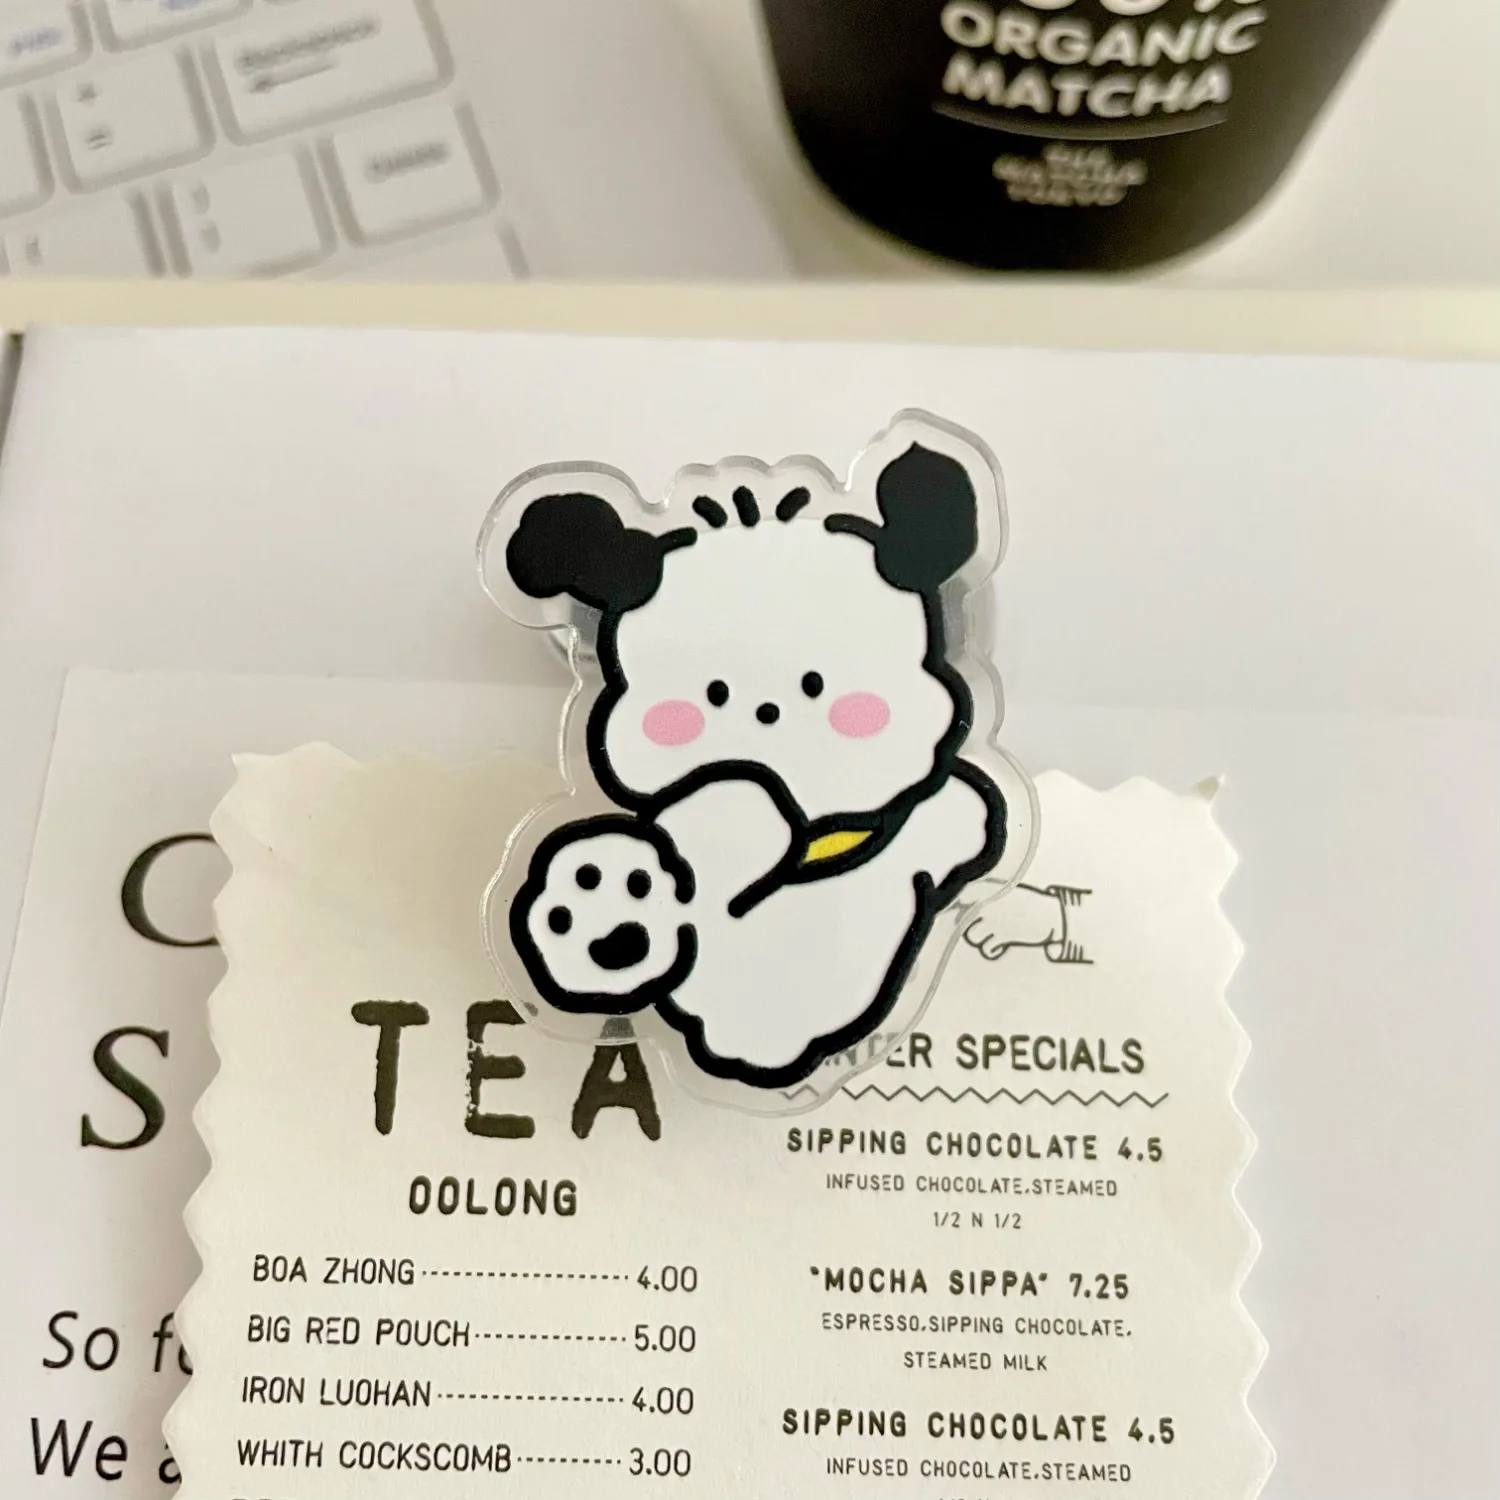 ORGANIC
MATCHA
TEA
OOLONG
BOA ZHONG 4.00
BIG RED POUCH 5.00
IRON LUOHAN 4.00
WHITH COCKSCOMB 3.00
SPECIALS
SIPPING CHOCOLATE 4.5
INFUSED CHOCOLATE.STEAMED
1/2 N 1/2
"MOCHA SIPPA" 7.25
ESPRESSO.SIPPING CHOCOLATE.
STEAMED MILK
SIPPING CHOCOLATE 4.5
INFUSED CHOCOLATE.STEAMED
S
So
We